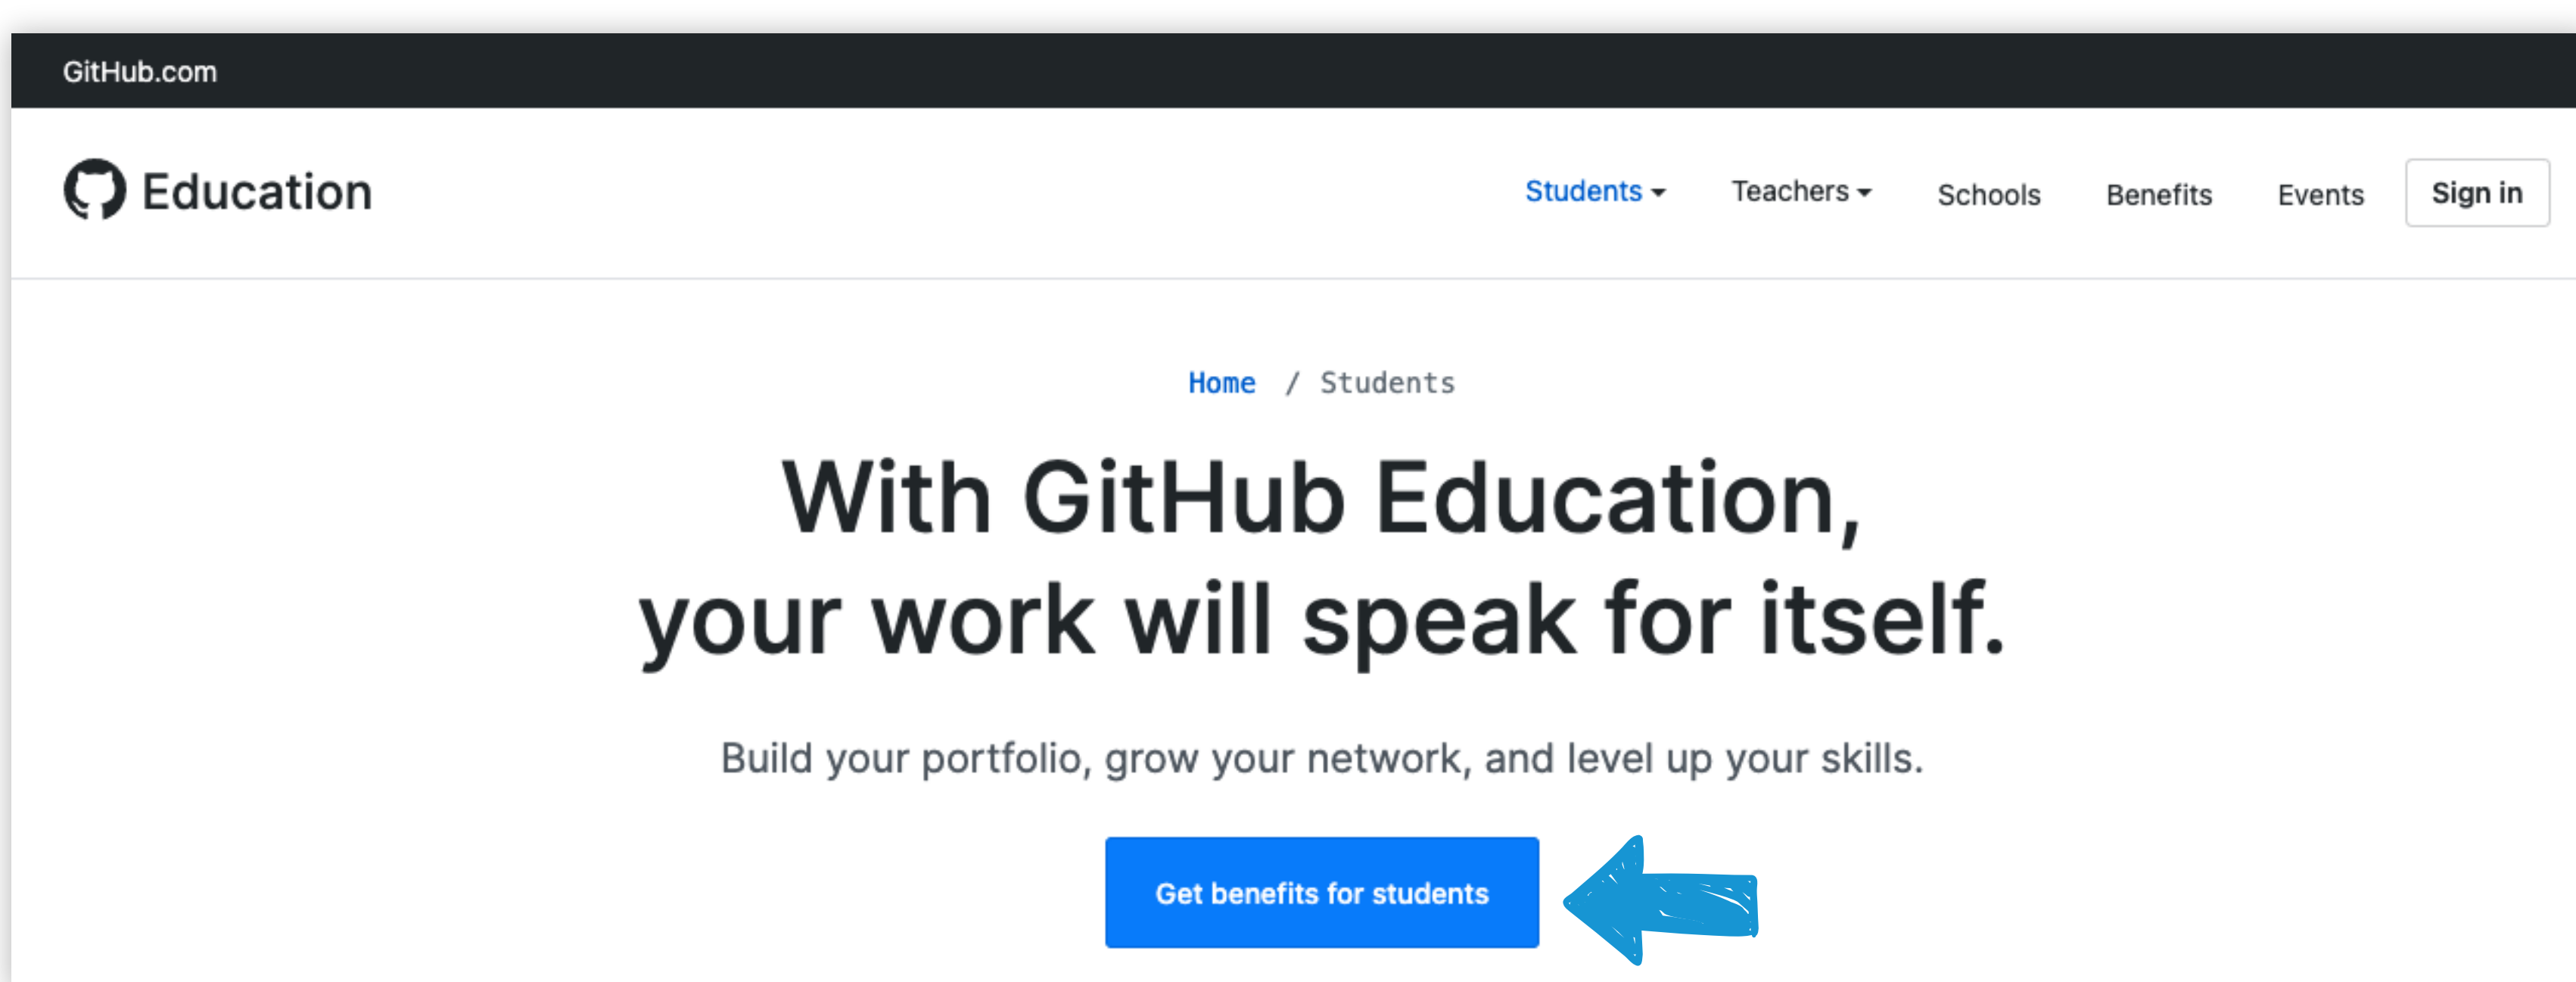 GitHub.com
Education
Students
Teachers
Schools
Benefits
Events
Sign in
Home / Students
With GitHub Education,
your work will speak for itself.
Build your portfolio, grow your network, and level up your skills.
Get benefits for students